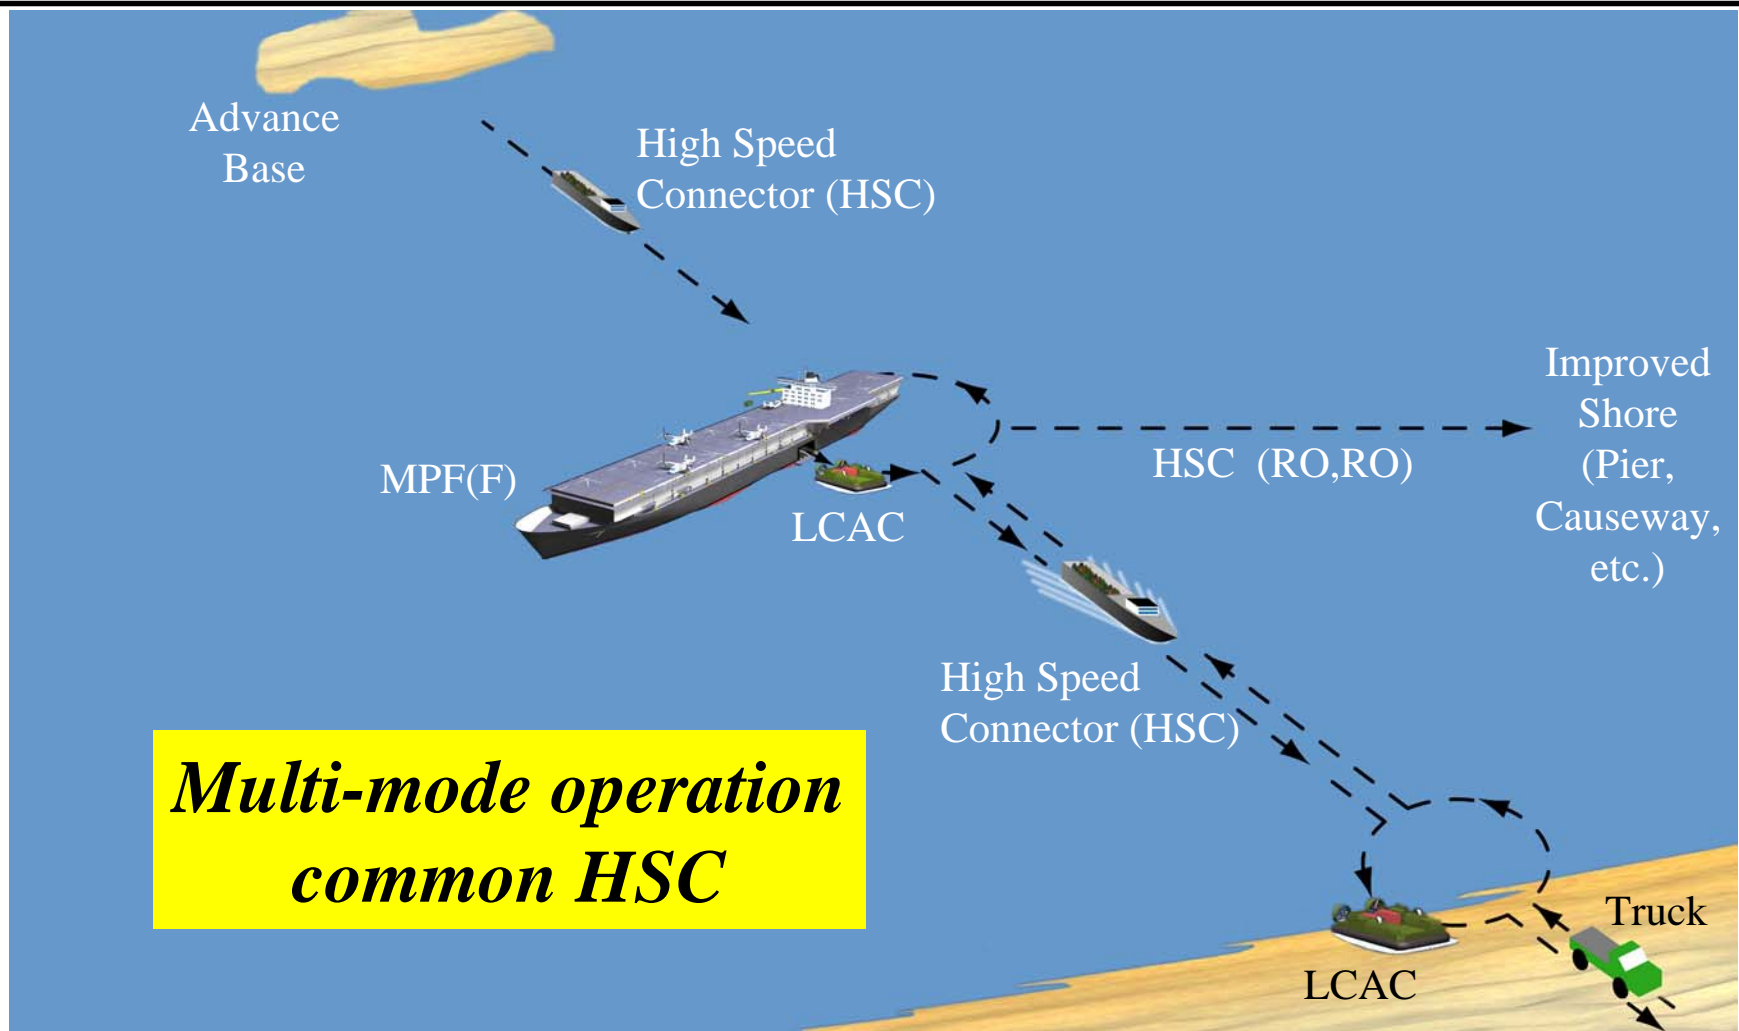 Advance
Base
High Speed
Connector (HSC)
Improved
Shore
(Pier,
Causeway,
etc.)
HSC  (RO,RO)
MPF(F)
LCAC
High Speed
Connector (HSC)
Multi-mode operation
common HSC
Truck
LCAC